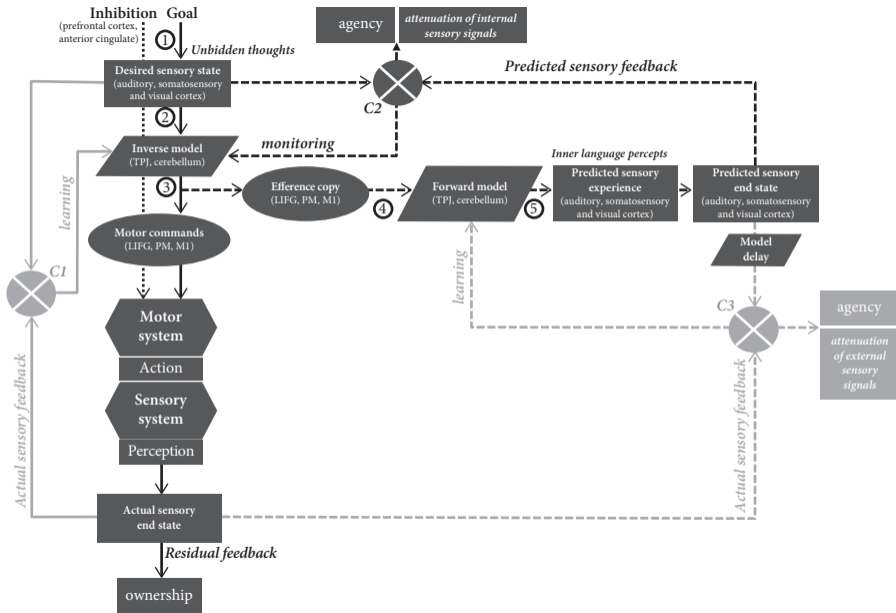 Inhibition Goal
(prefrontal cortex,
anterior cingulate)
1
Unbidden thoughts
agency
attenuation of internal
sensory signals
Desired sensory state
(auditory, somatosensory
and visual cortex)
C2
Predicted sensory feedback
2
Inverse model
(TPJ, cerebellum)
monitoring
3
Efference copy
(LIFG, PM, M1)
4
Forward model
(TPJ, cerebellum)
5
Inner language percepts
Predicted sensory
experience
(auditory, somatosensory
and visual cortex)
Predicted sensory
end state
(auditory, somatosensory
and visual cortex)
learning
Motor commands
(LIFG, PM, M1)
Model
delay
C1
learning
C3
Motor
system
agency
attenuation
of external
sensory
signals
Action
Sensory
system
Perception
Actual sensory feedback
Actual sensory feedback
Actual sensory
end state
Residual feedback
ownership